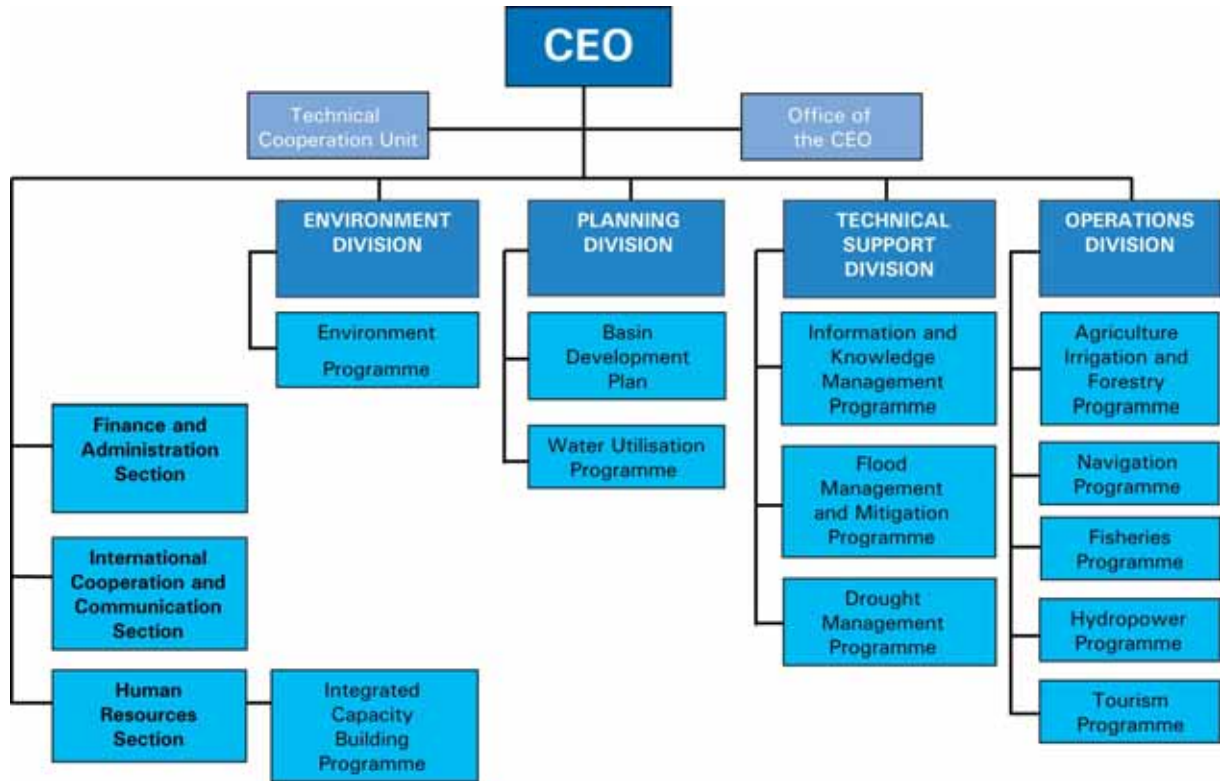 CEO
Technical
Cooperation Unit
Office of
the CEO
ENVIRONMENT
DIVISION
PLANNING
DIVISION
TECHNICAL
SUPPORT
DIVISION
OPERATIONS
DIVISION
Environment
Programme
Basin
Development
Plan
Water Utilisation
Programme
Information and
Knowledge
Management
Programme
Flood
Management
and Mitigation
Programme
Drought
Management
Programme
Agriculture
Irrigation and
Forestry
Programme
Navigation
Programme
Fisheries
Programme
Hydropower
Programme
Tourism
Programme
Finance and
Administration
Section
International
Cooperation and
Communication
Section
Human
Resources
Section
Integrated
Capacity
Building
Programme